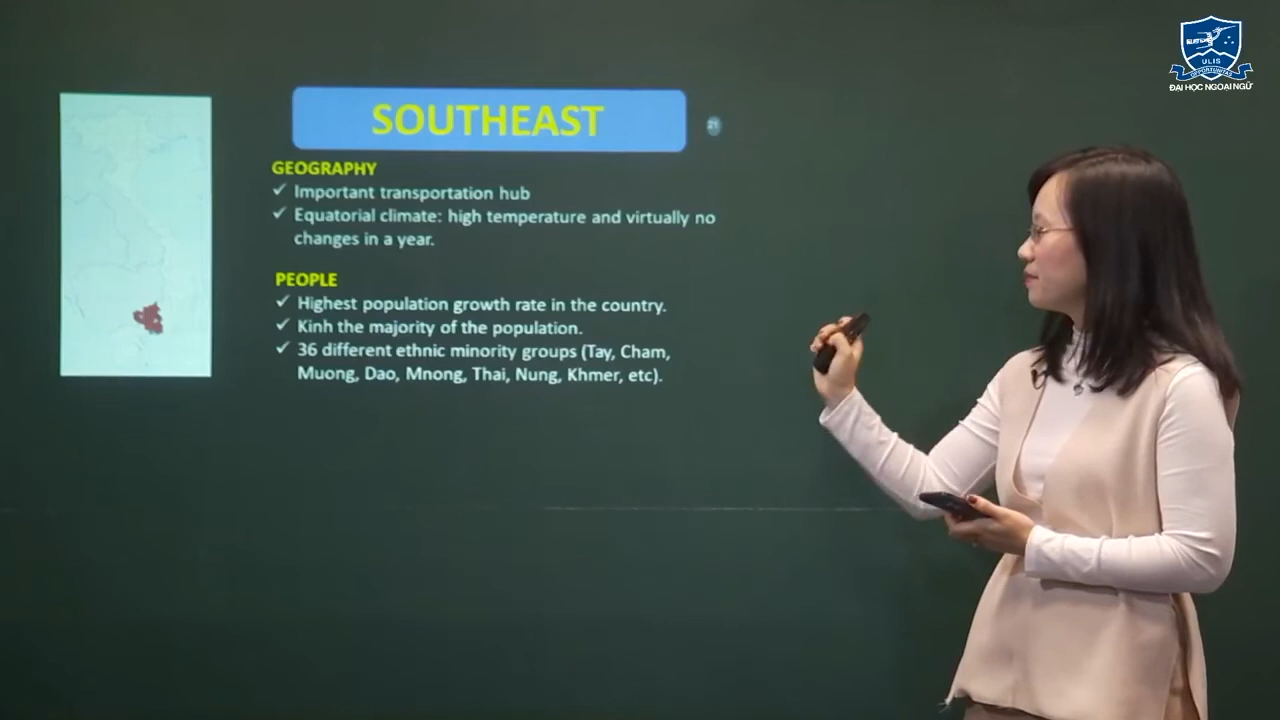 SOUTHEAST
21
GEOGRAPHY
✓ Important transportation hub
✓ Equatorial climate: high temperature and virtually no
changes in a year.
PEOPLE
✓ Highest population growth rate in the country.
✓ Kinh the majority of the population.
✓ 36 different ethnic minority groups (Tay, Cham,
Muong, Dao, Mnong, Thai, Nung, Khmer, etc).
ULIS
ĐẠI HỌC NGOẠI NGỮ